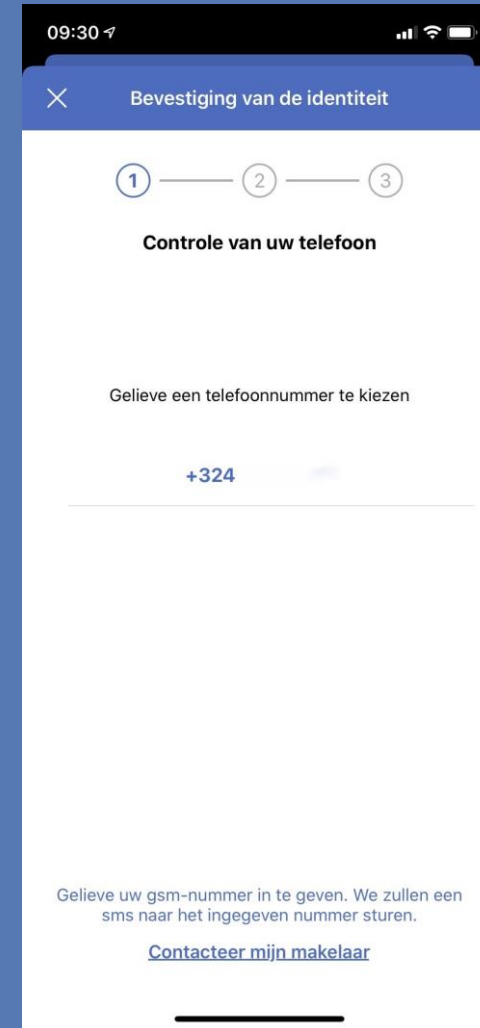 09:30
Bevestiging van de identiteit
1 2 3
Controle van uw telefoon
Gelieve een telefoonnummer te kiezen
+324
Gelieve uw gsm-nummer in te geven. We zullen een
sms naar het ingegeven nummer sturen.
Contacteer mijn makelaar